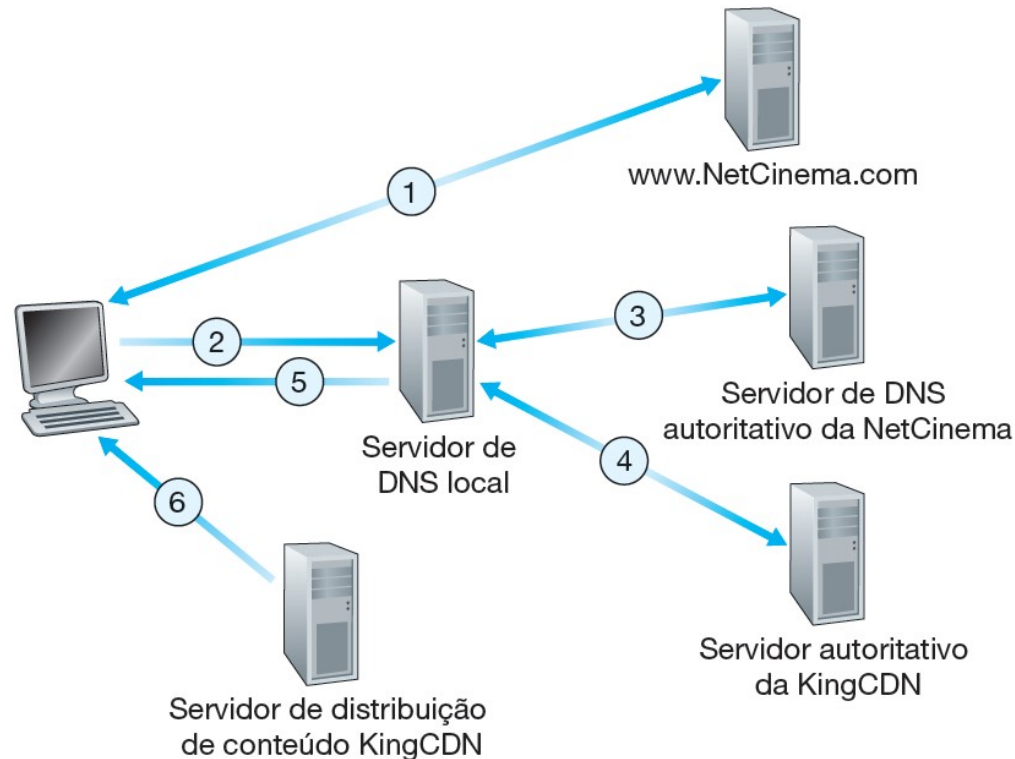 www.NetCinema.com
1
3
2
5
Servidor de DNS
autoritativo da NetCinema
Servidor de
DNS local
4
6
Servidor autoritativo
da KingCDN
Servidor de distribuição
de conteúdo KingCDN